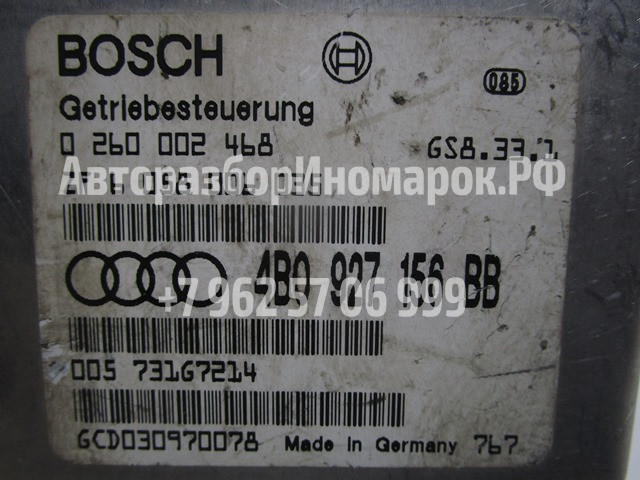 BOSCH
085
Getriebesteuerung
0 260 002 468 GS8.33.1
АвторазборИномарок.РФ
4B0 927 156 BB
+7 962 57 06 999
005 73167214
GCD030970078 Made in Germany 767